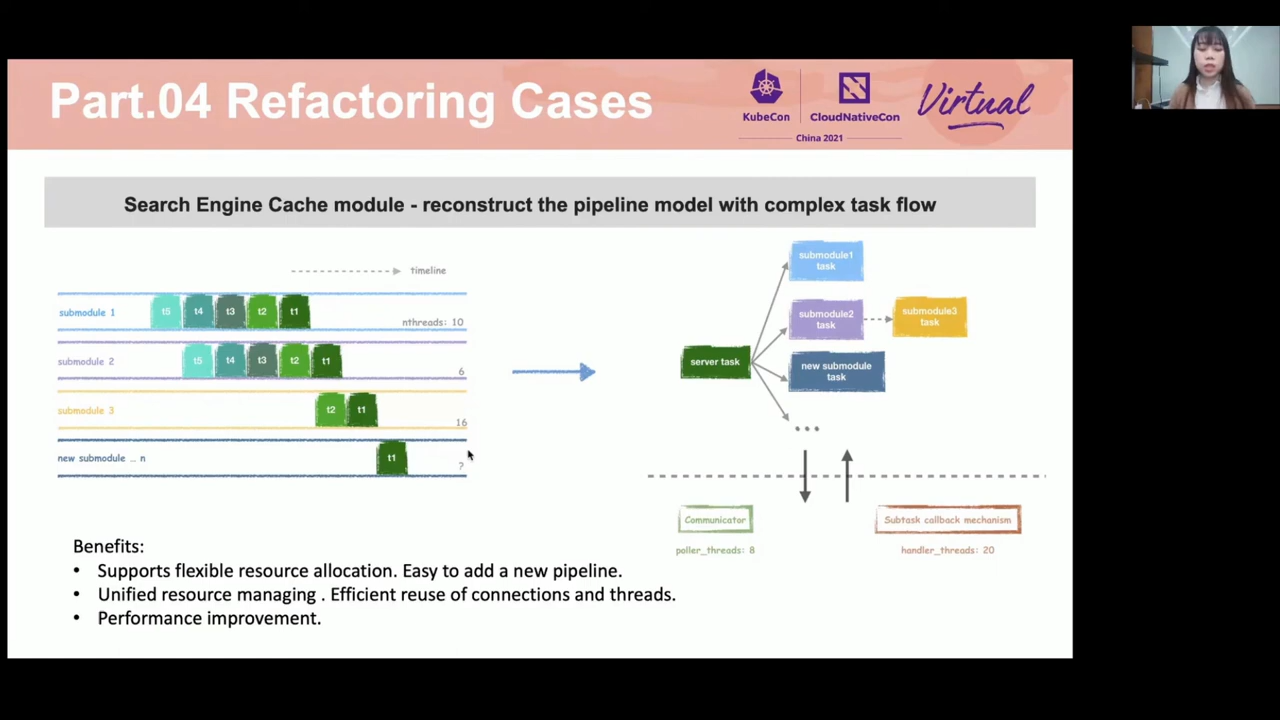 Part.04 Refactoring Cases
KubeCon
CloudNativeCon
China 2021
Virtual
Search Engine Cache module - reconstruct the pipeline model with complex task flow
timeline
submodule 1
t5 t4 t3 t2 t1
nthreads: 10
submodule 2
t5 t4 t3 t2 t1
6
submodule 3
t2 t1
16
new submodule ... n
t1
?
submodule1
task
submodule2
task
submodule3
task
server task
new submodule
task
...
Communicator
poller_threads: 8
Subtask callback mechanism
handler_threads: 20
Benefits:
• Supports flexible resource allocation. Easy to add a new pipeline.
• Unified resource managing . Efficient reuse of connections and threads.
• Performance improvement.